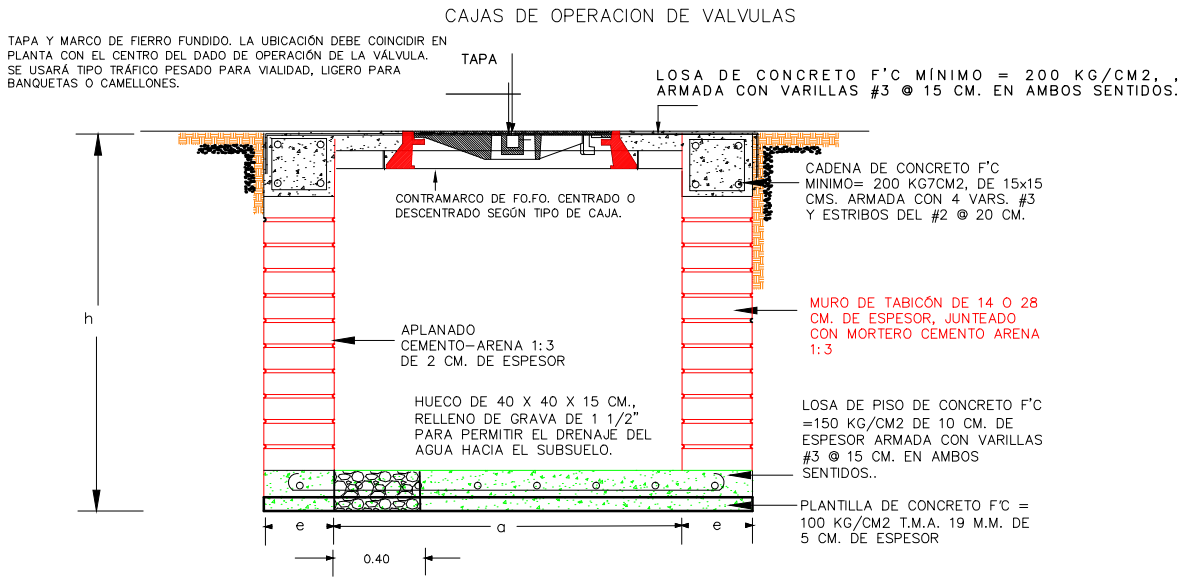 CAJAS DE OPERACION DE VALVULAS
TAPA Y MARCO DE FIERRO FUNDIDO. LA UBICACIÓN DEBE COINCIDIR EN
PLANTA CON EL CENTRO DEL DADO DE OPERACIÓN DE LA VÁLVULA.
SE USARÁ TIPO TRÁFICO PESADO PARA VIALIDAD, LIGERO PARA
BANQUETAS O CAMELLONES.
TAPA
LOSA DE CONCRETO F'C MÍNIMO = 200 KG/CM2, ,
ARMADA CON VARILLAS #3 @ 15 CM. EN AMBOS SENTIDOS.
CADENA DE CONCRETO F'C
MINIMO= 200 KG7CM2, DE 15x15
CMS. ARMADA CON 4 VARS. #3
Y ESTRIBOS DEL #2 @ 20 CM.
CONTRAMARCO DE FO.FO. CENTRADO O
DESCENTRADO SEGÚN TIPO DE CAJA.
h
MURO DE TABICÓN DE 14 O 28
CM. DE ESPESOR, JUNTEADO
CON MORTERO CEMENTO ARENA
1:3
APLANADO
CEMENTO-ARENA 1:3
DE 2 CM. DE ESPESOR
HUECO DE 40 X 40 X 15 CM.,
RELLENO DE GRAVA DE 1 1/2"
PARA PERMITIR EL DRENAJE DEL
AGUA HACIA EL SUBSUELO.
LOSA DE PISO DE CONCRETO F'C
=150 KG/CM2 DE 10 CM. DE
ESPESOR ARMADA CON VARILLAS
#3 @ 15 CM. EN AMBOS
SENTIDOS..
PLANTILLA DE CONCRETO F'C =
100 KG/CM2 T.M.A. 19 M.M. DE
5 CM. DE ESPESOR
e a e
0.40